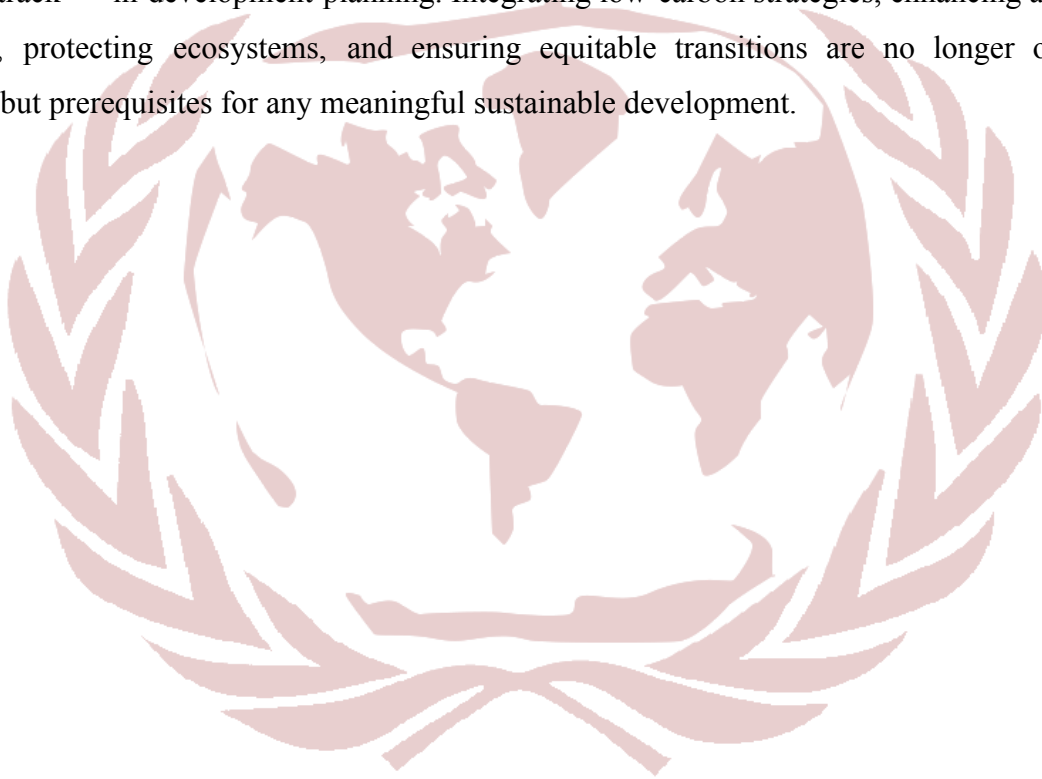 in development planning. Integrating low-carbon strategies, enhancing
, protecting ecosystems, and ensuring equitable transitions are no longer
but prerequisites for any meaningful sustainable development.